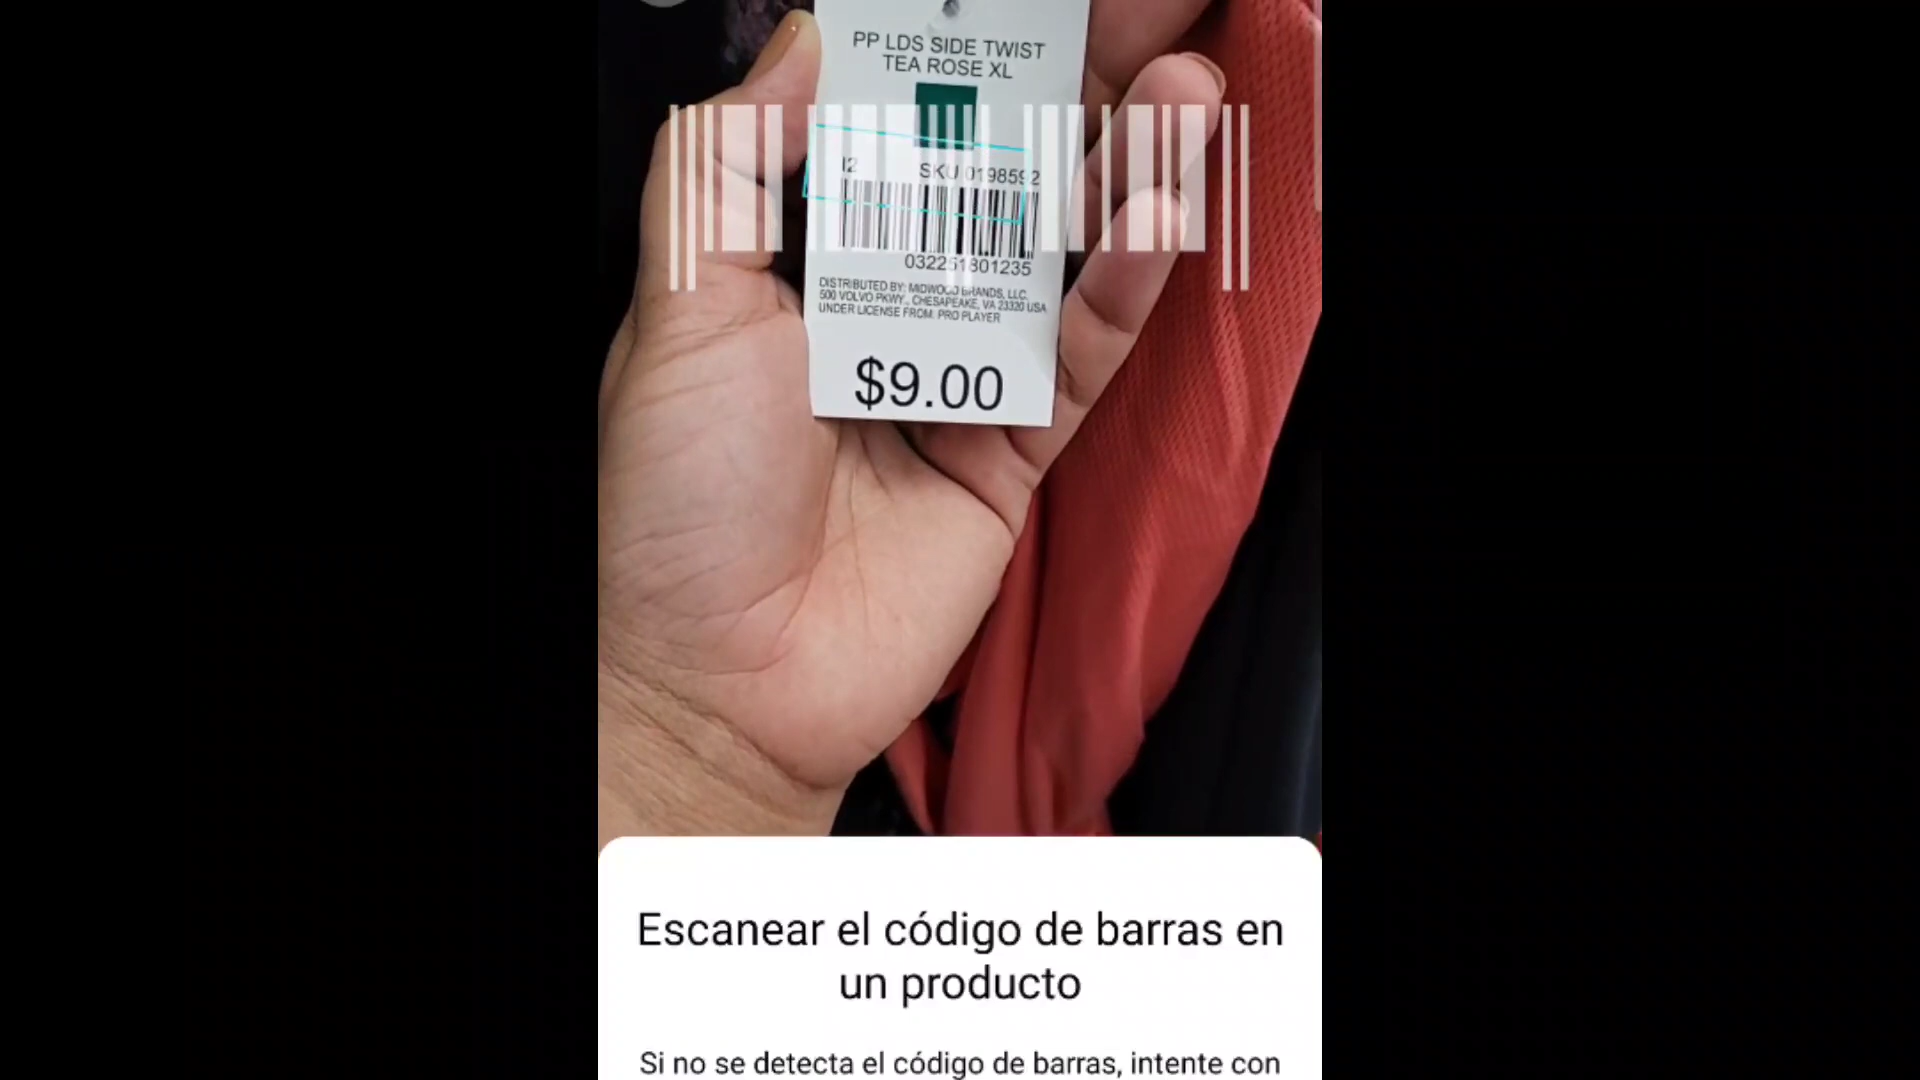 PP LDS SIDE TWIST
TEA ROSE XL
I2 SKU 0198592
032251801235
DISTRIBUTED BY: MIDWOOD BRANDS, LLC.
500 VOLVO PKWY., CHESAPEAKE, VA 23320 USA
UNDER LICENSE FROM: PRO PLAYER
$9.00
Escanear el código de barras en
un producto
Si no se detecta el código de barras, intente con